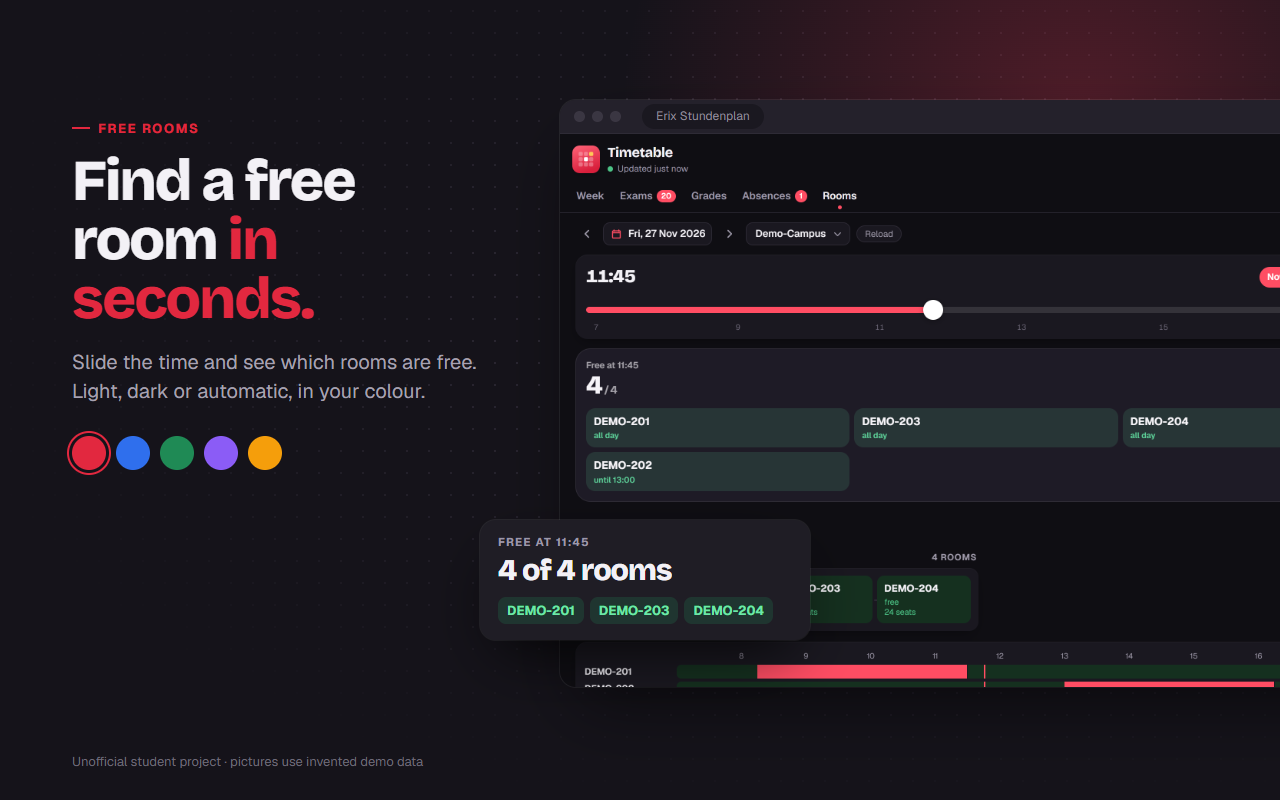 FREE ROOMS
Find a free
room in
seconds.
Slide the time and see which rooms are free.
Light, dark or automatic, in your colour.
Erix Stundenplan
Timetable
Updated just now
Week Exams 20 Grades Absences 1 Rooms
Fri, 27 Nov 2026 Demo-Campus Reload
11:45
7 9 11 13 15
Free at 11:45
4 / 4
DEMO-201 DEMO-203 DEMO-204
all day all day all day
DEMO-202
until 13:00
4 ROOMS
DEMO-204
free
24 seats
FREE AT 11:45
4 of 4 rooms
DEMO-201 DEMO-203 DEMO-204
8 9 10 11 12 13 14 15 16
DEMO-201
Unofficial student project · pictures use invented demo data